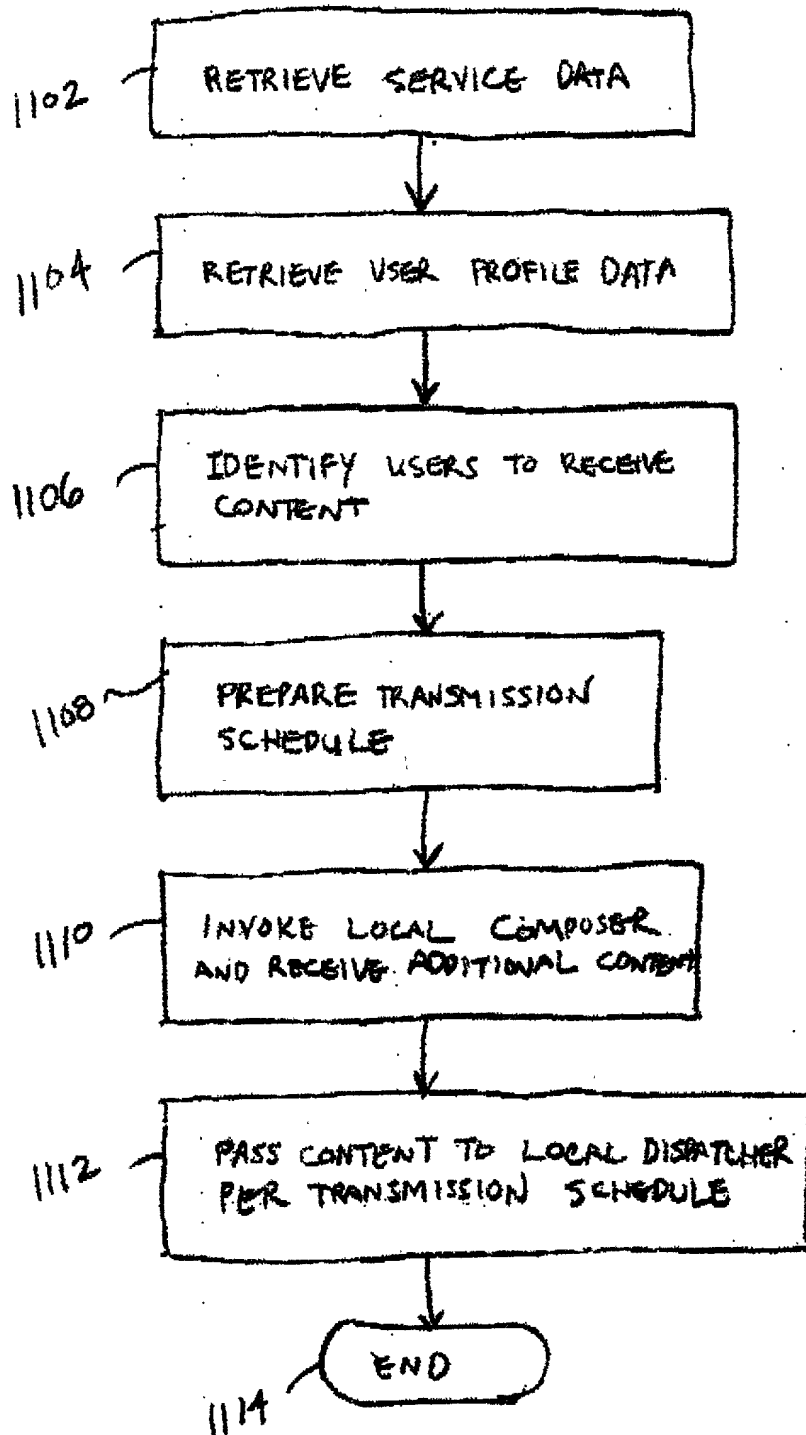 1102
RETRIEVE SERVICE DATA
1104
RETRIEVE USER PROFILE DATA
1106
IDENTIFY USERS TO RECEIVE
CONTENT
1108
PREPARE TRANSMISSION
SCHEDULE
1110
INVOKE LOCAL COMPOSER
AND RECEIVE ADDITIONAL CONTENT
1112
PASS CONTENT TO LOCAL DISPATCHER
PER TRANSMISSION SCHEDULE
END
1114